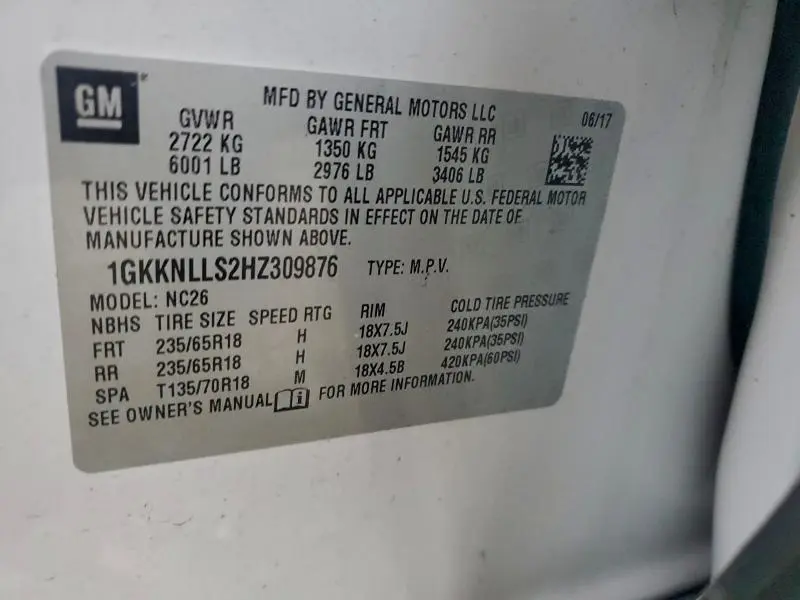 GM
MFD BY GENERAL MOTORS LLC 06/17
GVWR GAWR FRT GAWR RR
2722 KG 1350 KG 1545 KG
6001 LB 2976 LB 3406 LB
THIS VEHICLE CONFORMS TO ALL APPLICABLE U.S. FEDERAL MOTOR
VEHICLE SAFETY STANDARDS IN EFFECT ON THE DATE OF
MANUFACTURE SHOWN ABOVE.
1GKKNLLS2HZ309876 TYPE: M.P.V.
MODEL: NC26
NBHS TIRE SIZE SPEED RTG RIM COLD TIRE PRESSURE
FRT 235/65R18 H 18X7.5J 240KPA(35PSI)
RR 235/65R18 H 18X7.5J 240KPA(35PSI)
SPA T135/70R18 M 18X4.5B 420KPA(60PSI)
SEE OWNER'S MANUAL i FOR MORE INFORMATION.